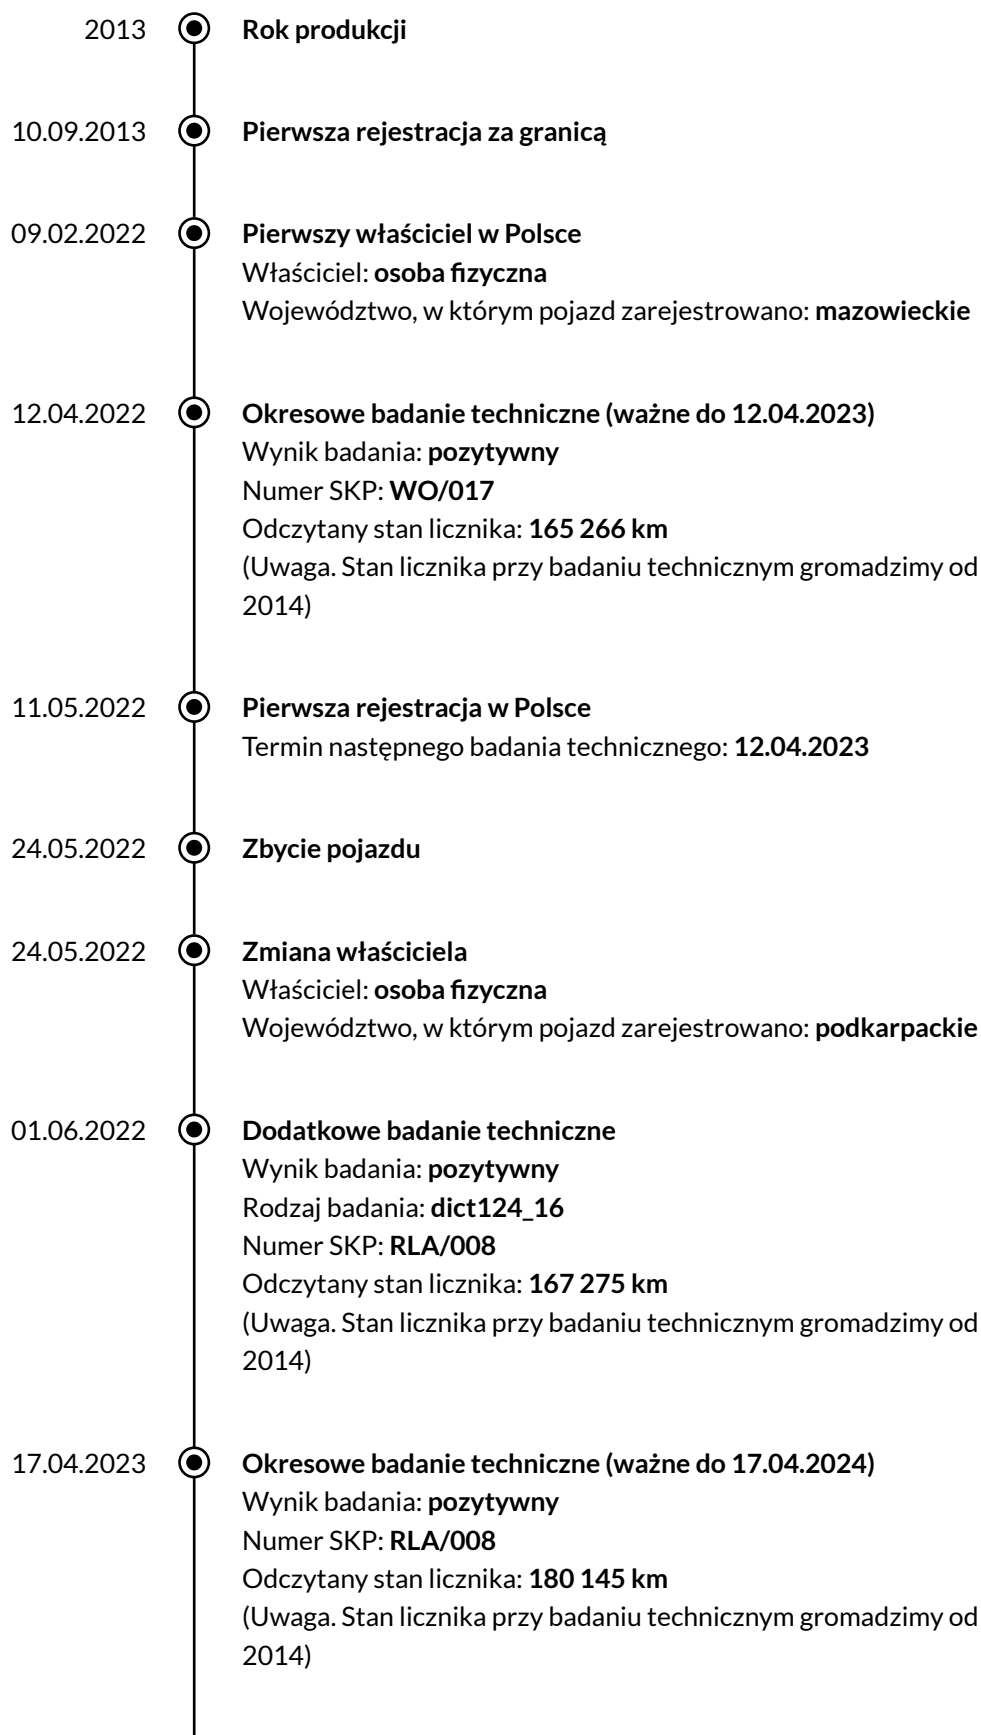 2013 Rok produkcji
10.09.2013 Pierwsza rejestracja za granicą
09.02.2022 Pierwszy właściciel w Polsce
Właściciel: osoba fizyczna
Województwo, w którym pojazd zarejestrowano: mazowieckie
12.04.2022 Okresowe badanie techniczne (ważne do 12.04.2023)
Wynik badania: pozytywny
Numer SKP: WO/017
Odczytany stan licznika: 165 266 km
(Uwaga. Stan licznika przy badaniu technicznym gromadzimy od
2014)
11.05.2022 Pierwsza rejestracja w Polsce
Termin następnego badania technicznego: 12.04.2023
24.05.2022 Zbycie pojazdu
24.05.2022 Zmiana właściciela
Właściciel: osoba fizyczna
Województwo, w którym pojazd zarejestrowano: podkarpackie
01.06.2022 Dodatkowe badanie techniczne
Wynik badania: pozytywny
Rodzaj badania: dict124_16
Numer SKP: RLA/008
Odczytany stan licznika: 167 275 km
(Uwaga. Stan licznika przy badaniu technicznym gromadzimy od
2014)
17.04.2023 Okresowe badanie techniczne (ważne do 17.04.2024)
Wynik badania: pozytywny
Numer SKP: RLA/008
Odczytany stan licznika: 180 145 km
(Uwaga. Stan licznika przy badaniu technicznym gromadzimy od
2014)